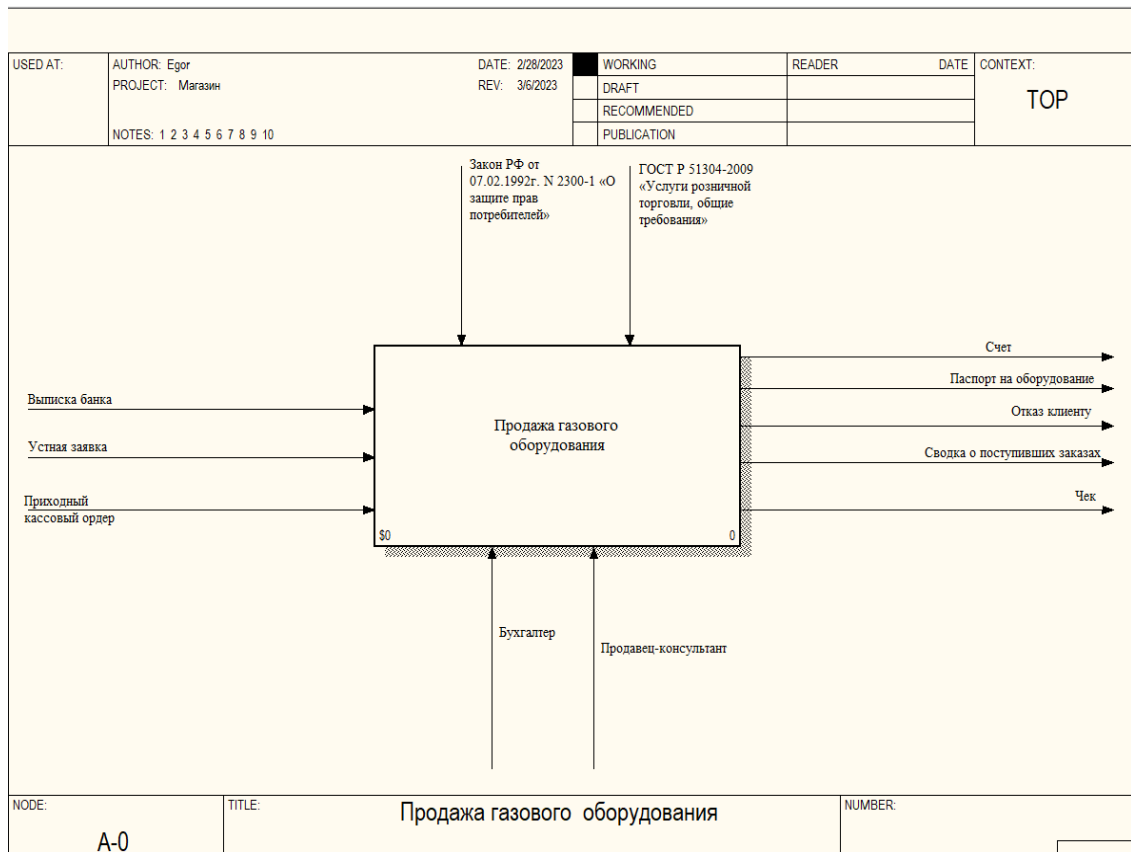 USED AT:
AUTHOR: Egor
DATE: 2/28/2023
PROJECT: Магазин
REV: 3/6/2023
NOTES: 1 2 3 4 5 6 7 8 9 10
WORKING
DRAFT
RECOMMENDED
PUBLICATION
READER
DATE
CONTEXT:
TOP
Закон РФ от
07.02.1992г. N 2300-1 «О
защите прав
потребителей»
ГОСТ Р 51304-2009
«Услуги розничной
торговли, общие
требования»
Выписка банка
Устная заявка
Приходный
кассовый ордер
Продажа газового
оборудования
$0
0
Счет
Паспорт на оборудование
Отказ клиенту
Сводка о поступивших заказах
Чек
Бухгалтер
Продавец-консультант
NODE:
A-0
TITLE:
Продажа газового оборудования
NUMBER: